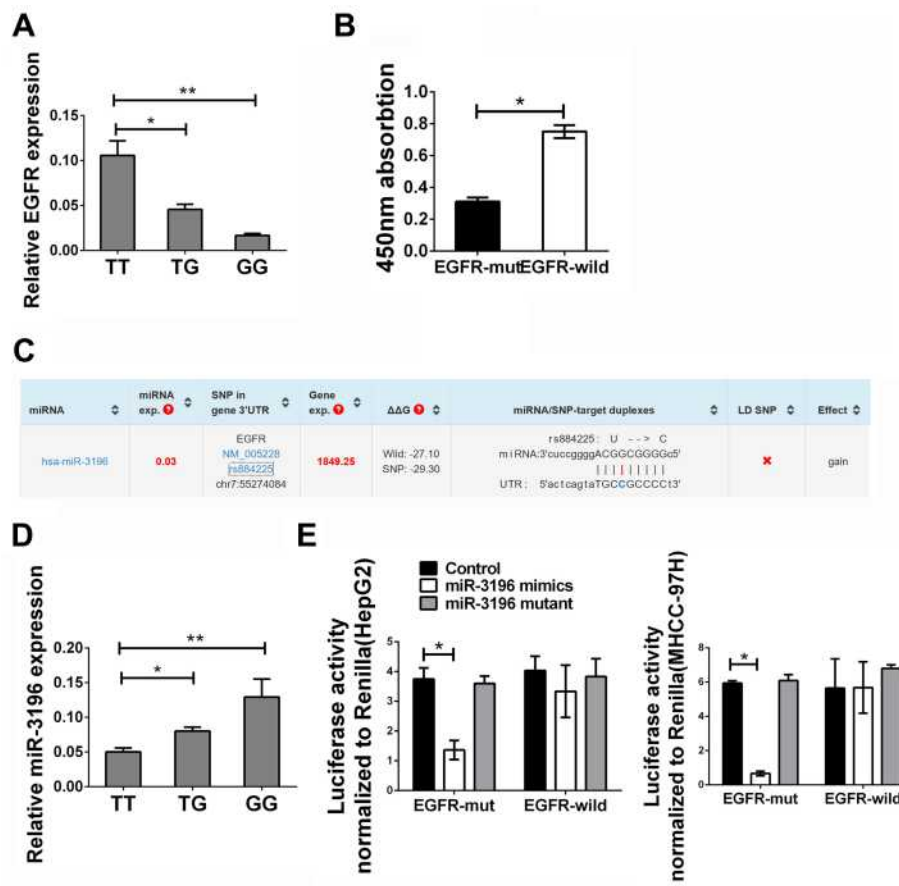 A
Relative EGFR expression
0.15
0.10
0.05
0.00
**
*
TT TG GG
B
450nm absorbtion
1.0
0.8
0.4
0.2
0.0
*
EGFR-mut EGFR-wild
C
miRNA
miRNA exp. ?
SNP in gene 3'UTR
Gene exp. ?
ΔΔG ?
miRNA/SNP-target duplexes
LD SNP
Effect
hsa-miR-3196
0.03
EGFR
NM_005228
rs884225
chr7:55274084
1849.25
Wild: -27.10
SNP: -29.30
rs884225: U --> C
miRNA:3'cuccggggACGGCGGGGc5'
|||||||||
UTR: 5'actcagtaTGCCGCCCCt3'
gain
D
Relative miR-3196 expression
0.20
0.15
0.10
0.05
0.00
**
*
TT TG GG
E
Control
miR-3196 mimics
miR-3196 mutant
Luciferase activity
normalized to Renilla(HepG2)
5
4
3
2
1
0
*
EGFR-mut EGFR-wild
Luciferase activity
normalized to Renilla(MHCC-97H)
8
6
4
2
0
*
EGFR-mut EGFR-wild